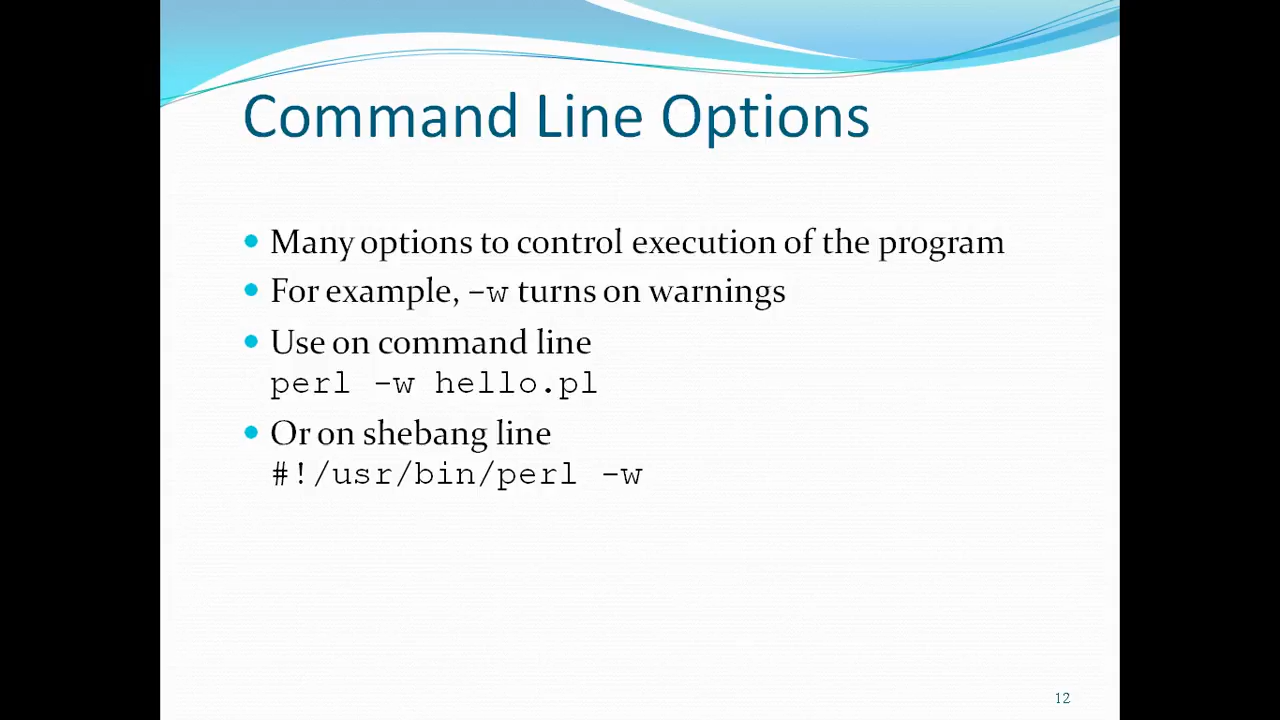 Command Line Options
• Many options to control execution of the program
• For example, –w turns on warnings
• Use on command line
perl -w hello.pl
• Or on shebang line
#!/usr/bin/perl -w
12